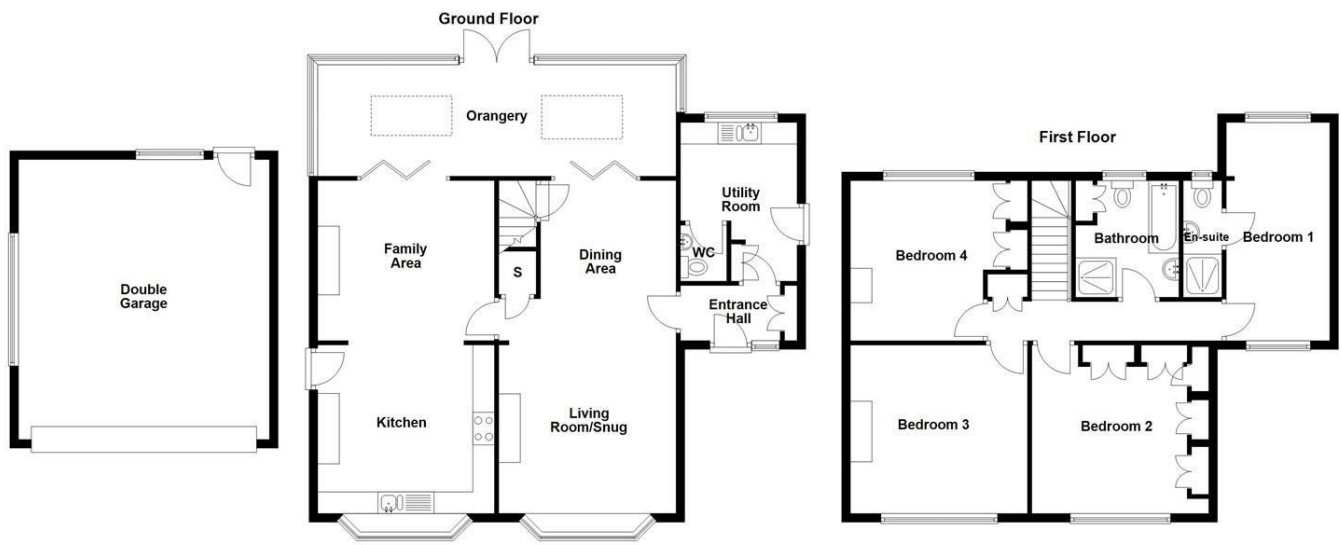 Ground Floor
Orangery
Double
Garage
Family
Area
S
Dining
Area
Utility
Room
WC
Entrance
Hall
Kitchen
Living
Room/Snug
First Floor
Bedroom 4
Bathroom
En-suite
Bedroom 1
Bedroom 3
Bedroom 2